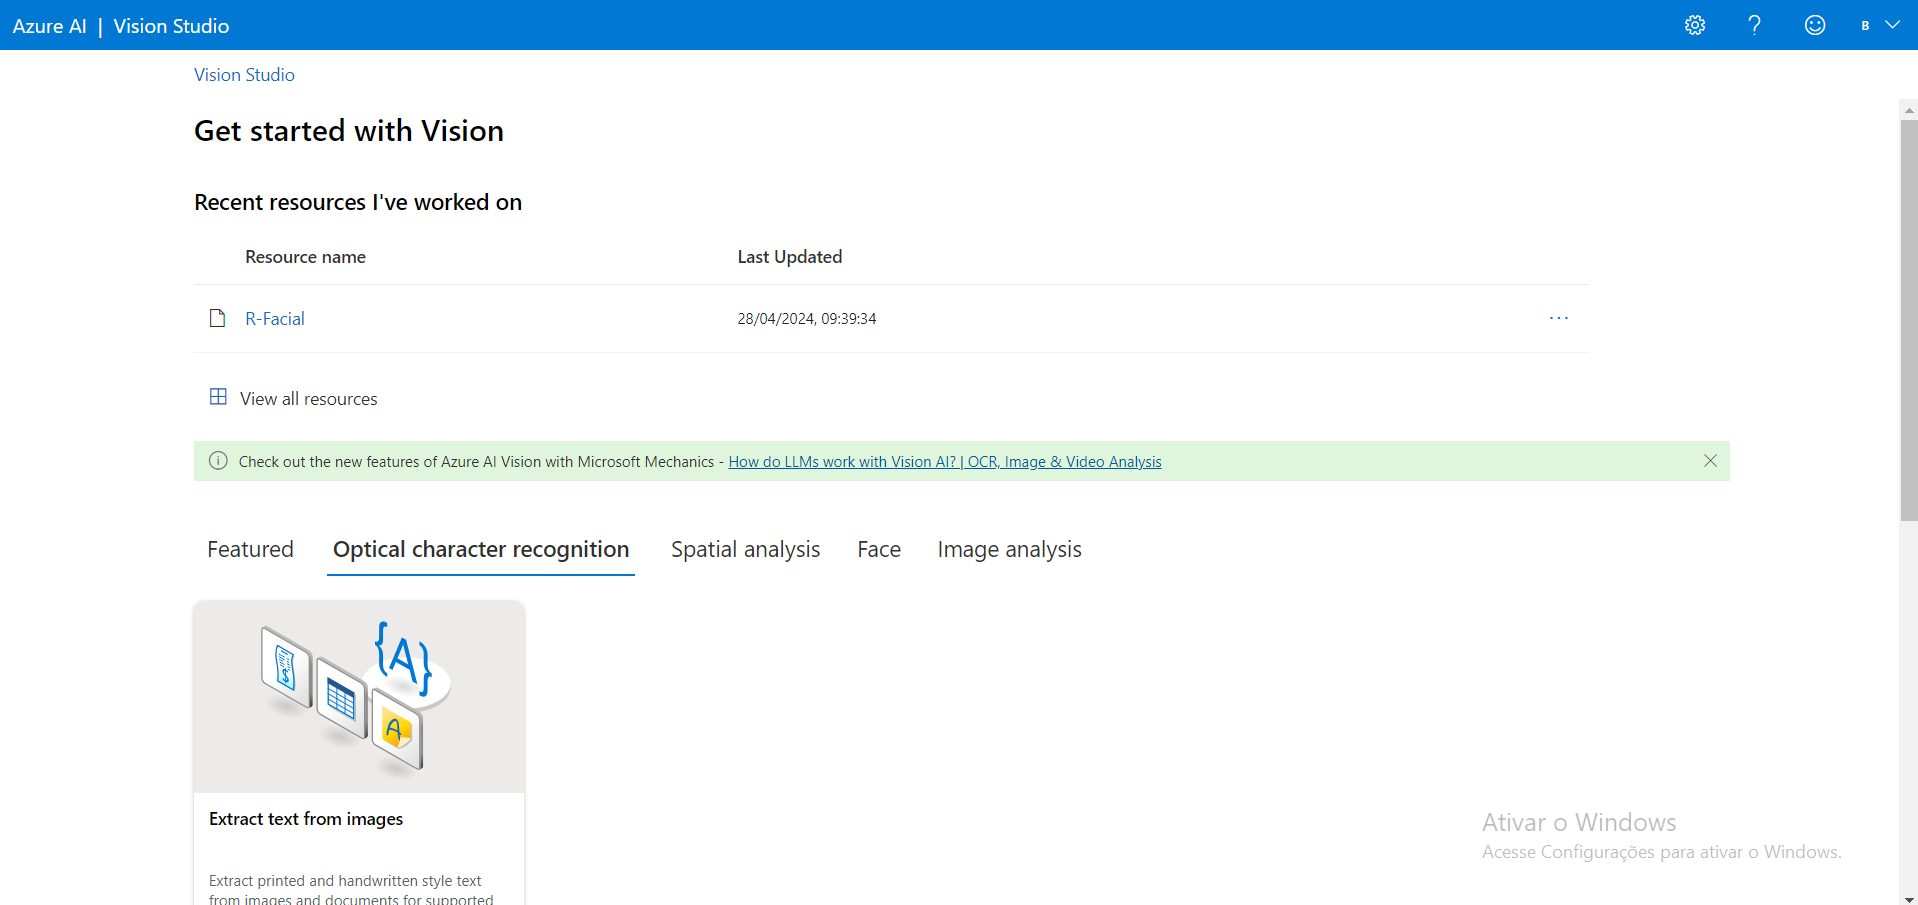 Azure AI | Vision Studio
B
Vision Studio
Get started with Vision
Recent resources I've worked on
Resource name Last Updated
R-Facial 28/04/2024, 09:39:34 ...
View all resources
Check out the new features of Azure AI Vision with Microsoft Mechanics - How do LLMs work with Vision AI? | OCR, Image & Video Analysis
Featured Optical character recognition Spatial analysis Face Image analysis
{A}
$
A
Extract text from images
Extract printed and handwritten style text
from images and documents for supported
Ativar o Windows
Acesse Configurações para ativar o Windows.